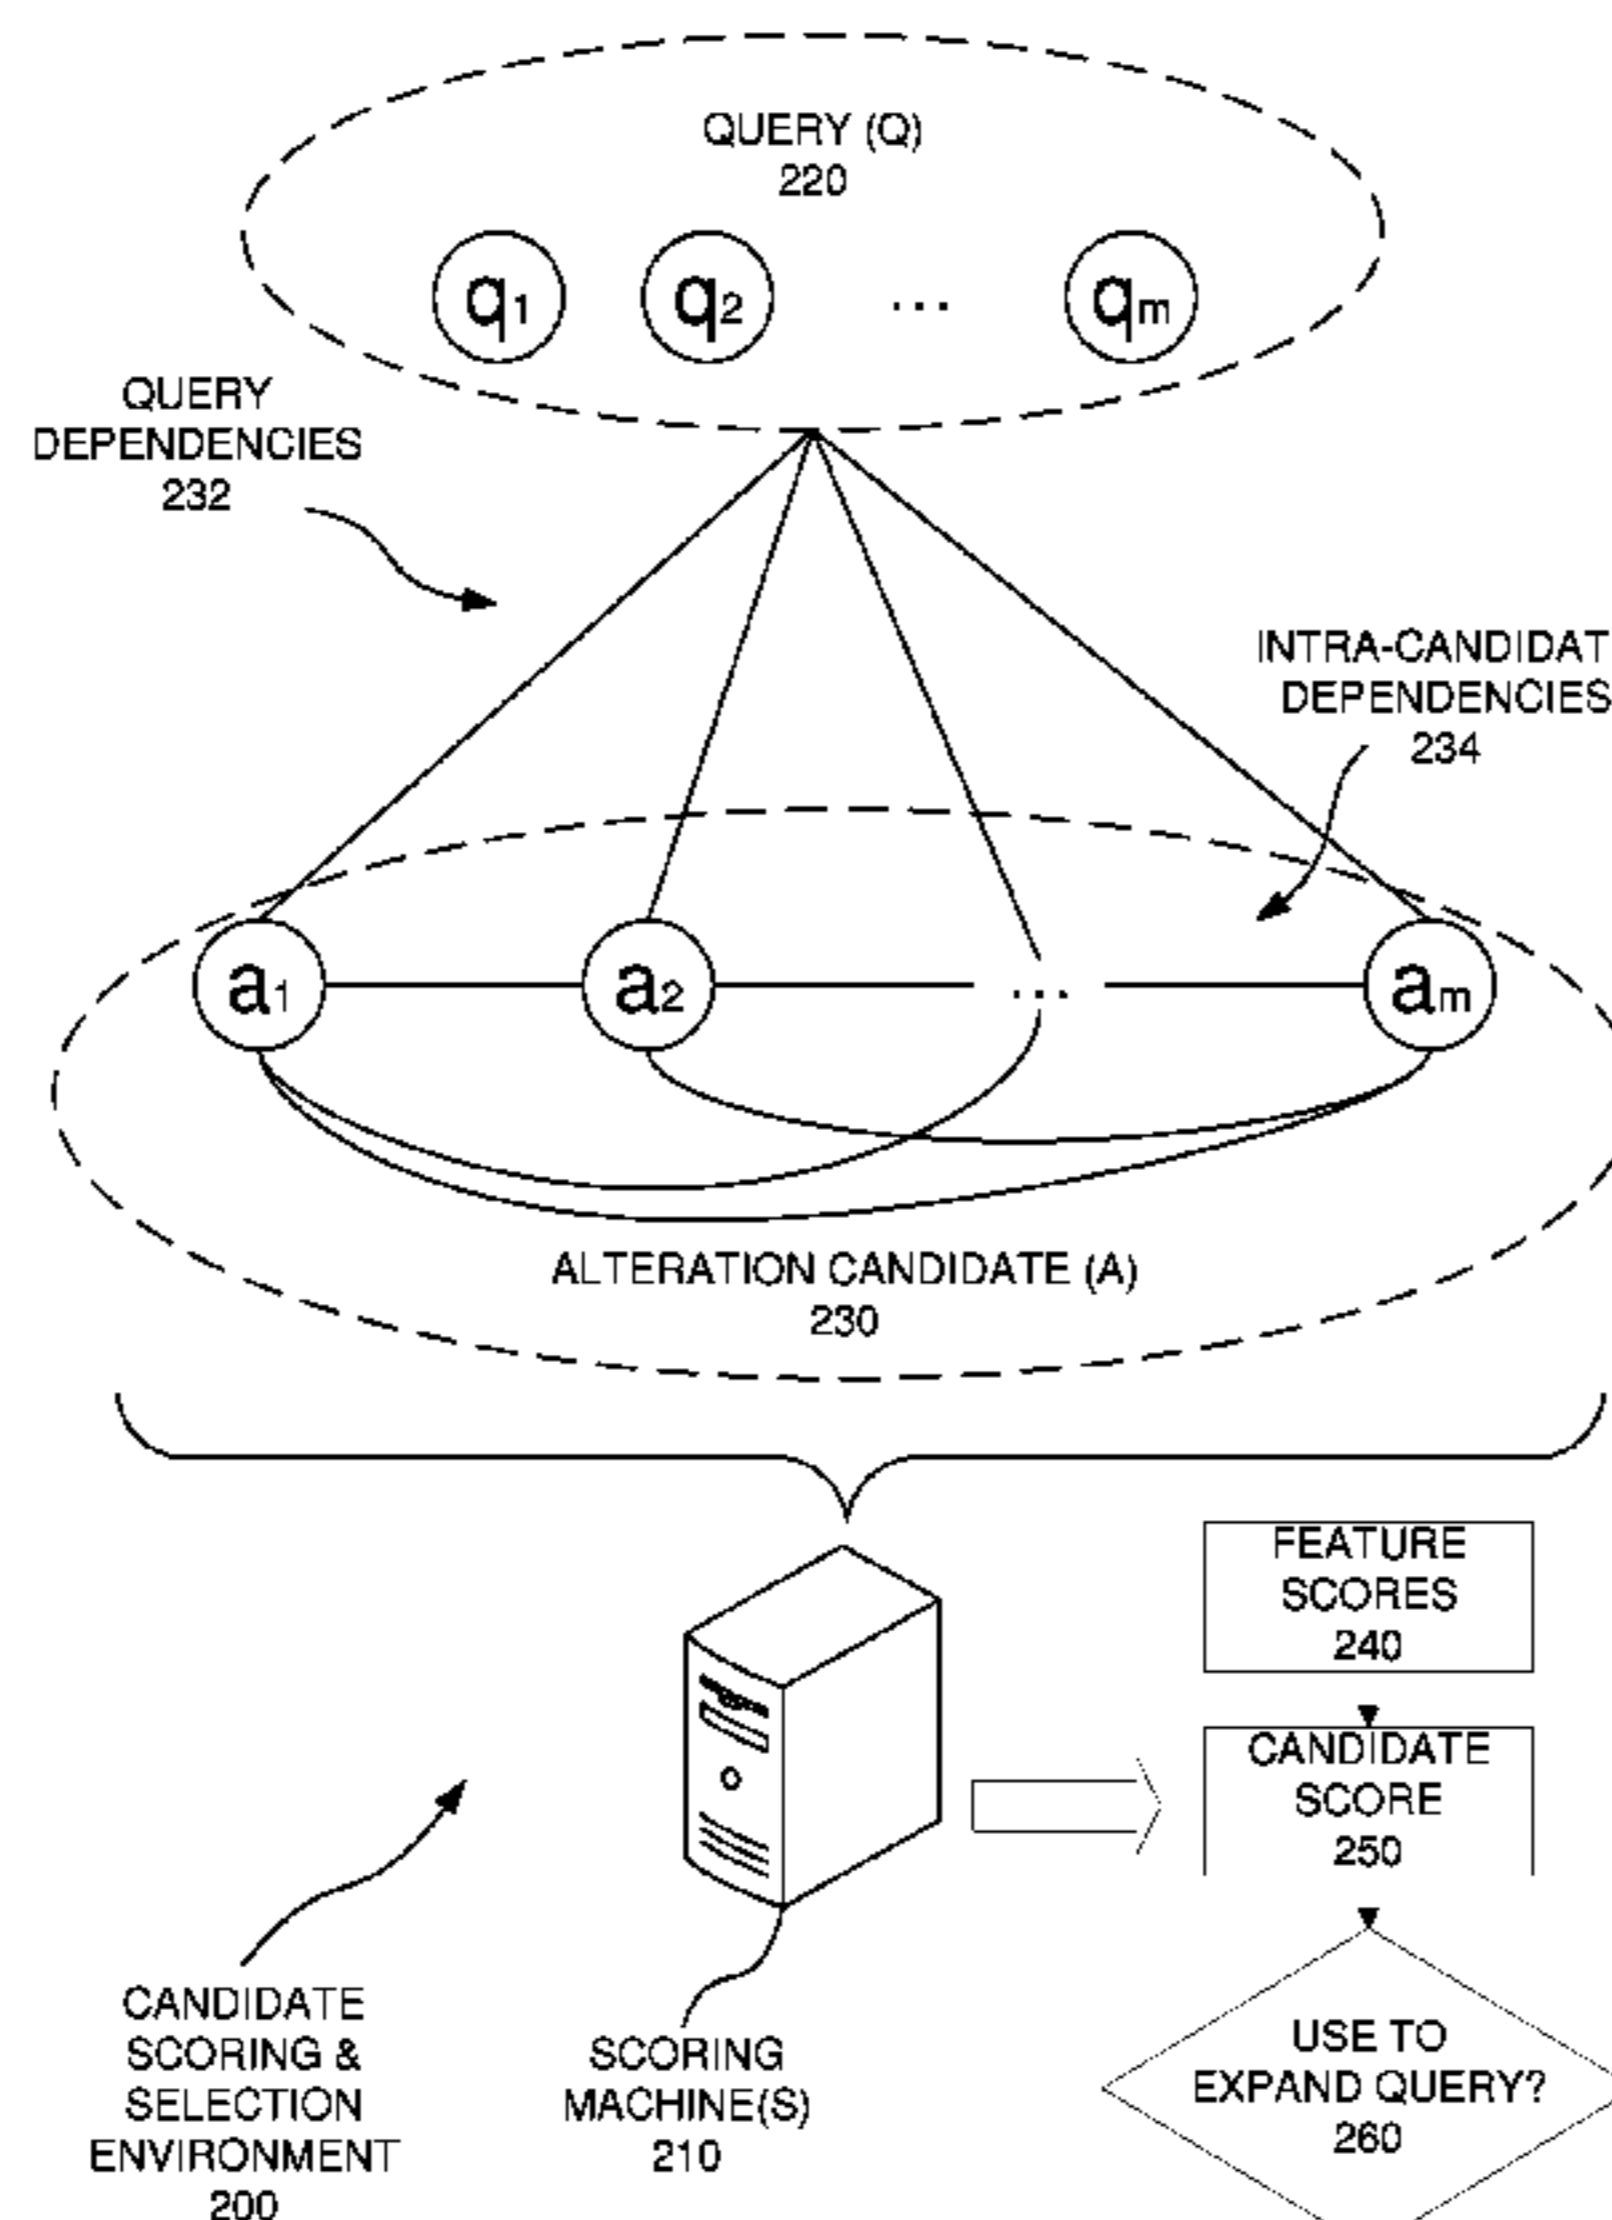 QUERY (Q)
220
q1 q2 ... qm
QUERY
DEPENDENCIES
232
INTRA-CANDIDAT
DEPENDENCIES
234
a1 a2 ... am
ALTERATION CANDIDATE (A)
230
FEATURE
SCORES
240
CANDIDATE
SCORE
250
CANDIDATE
SCORING &
SELECTION
ENVIRONMENT
200
SCORING
MACHINE(S)
210
USE TO
EXPAND QUERY?
260